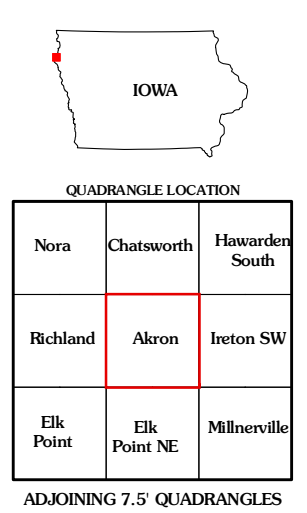 IOWA
QUADRANGLE LOCATION
Nora
Chatsworth
Hawarden
South
Richland
Akron
Ireton SW
Elk
Point
Elk
Point NE
Millnerville
ADJOINING 7.5' QUADRANGLES